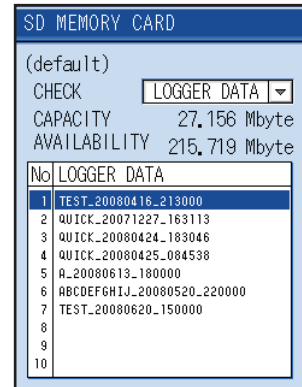 SD MEMORY CARD
(default)
CHECK LOGGER DATA
CAPACITY 27.156 Mbyte
AVAILABILITY 215.719 Mbyte
No LOGGER DATA
1 TEST_20080416_213000
2 QUICK_20071227_163113
3 QUICK_20080424_183046
4 QUICK_20080425_084538
5 A_20080613_180000
6 ABCDEFGHIJ_20080520_220000
7 TEST_20080620_150000
8
9
10